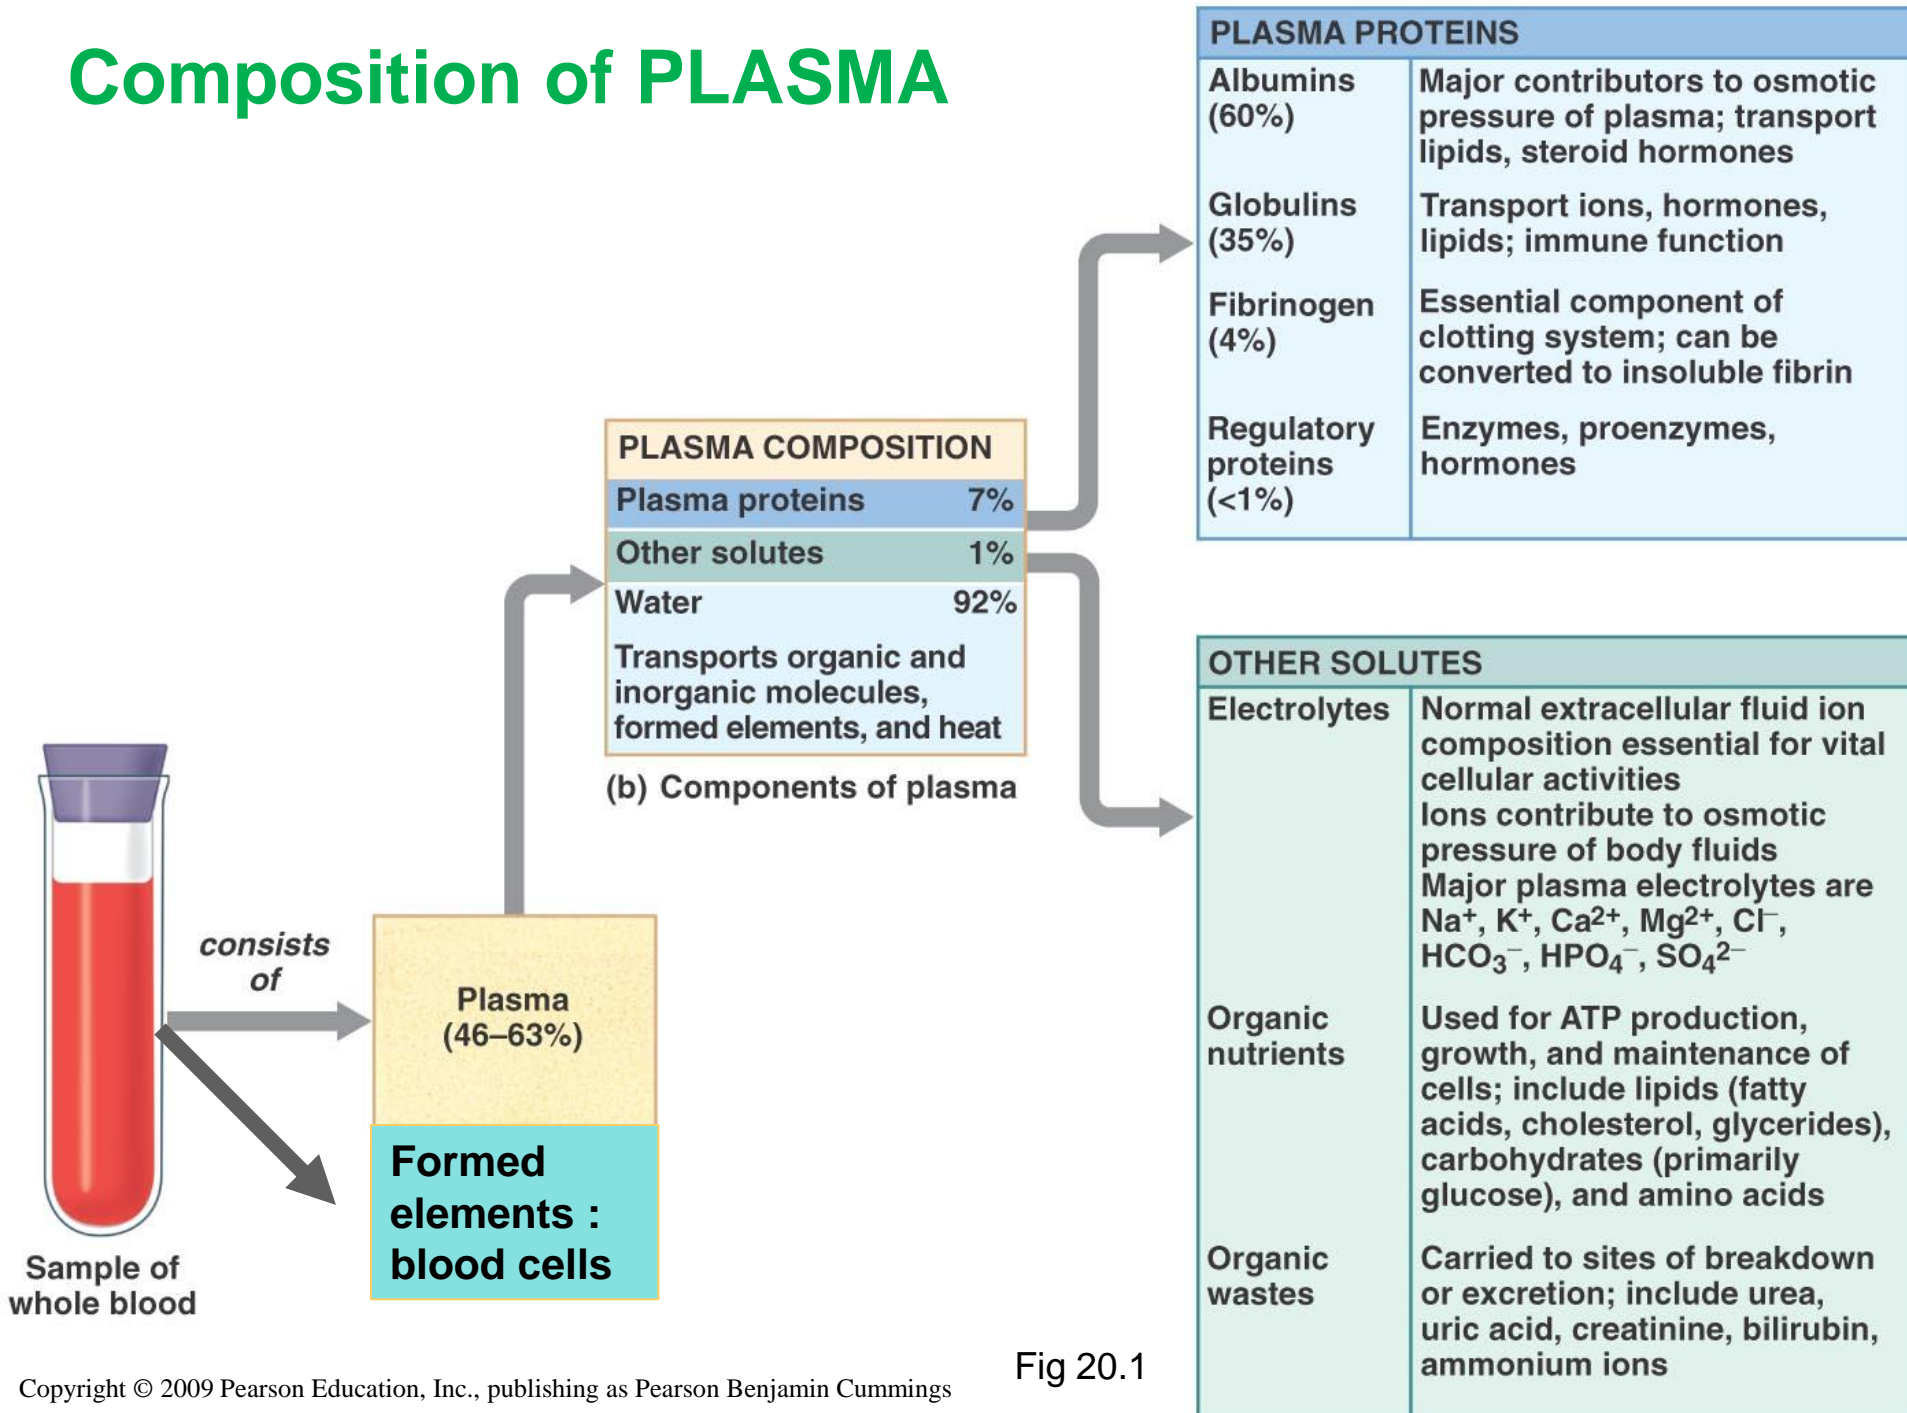 Composition of PLASMA
PLASMA PROTEINS
Albumins
(60%)
Major contributors to osmotic
pressure of plasma; transport
lipids, steroid hormones
Globulins
(35%)
Transport ions, hormones,
lipids; immune function
Fibrinogen
(4%)
Essential component of
clotting system; can be
converted to insoluble fibrin
Regulatory
proteins
(<1%)
Enzymes, proenzymes,
hormones
PLASMA COMPOSITION
Plasma proteins 7%
Other solutes 1%
Water 92%
Transports organic and
inorganic molecules,
formed elements, and heat
(b) Components of plasma
OTHER SOLUTES
Electrolytes
Normal extracellular fluid ion
composition essential for vital
cellular activities
Ions contribute to osmotic
pressure of body fluids
Major plasma electrolytes are
Na⁺, K⁺, Ca²⁺, Mg²⁺, Cl⁻,
HCO₃⁻, HPO₄⁻, SO₄²⁻
Organic
nutrients
Used for ATP production,
growth, and maintenance of
cells; include lipids (fatty
acids, cholesterol, glycerides),
carbohydrates (primarily
glucose), and amino acids
Organic
wastes
Carried to sites of breakdown
or excretion; include urea,
uric acid, creatinine, bilirubin,
ammonium ions
consists
of
Plasma
(46–63%)
Formed
elements :
blood cells
Sample of
whole blood
Fig 20.1
Copyright © 2009 Pearson Education, Inc., publishing as Pearson Benjamin Cummings